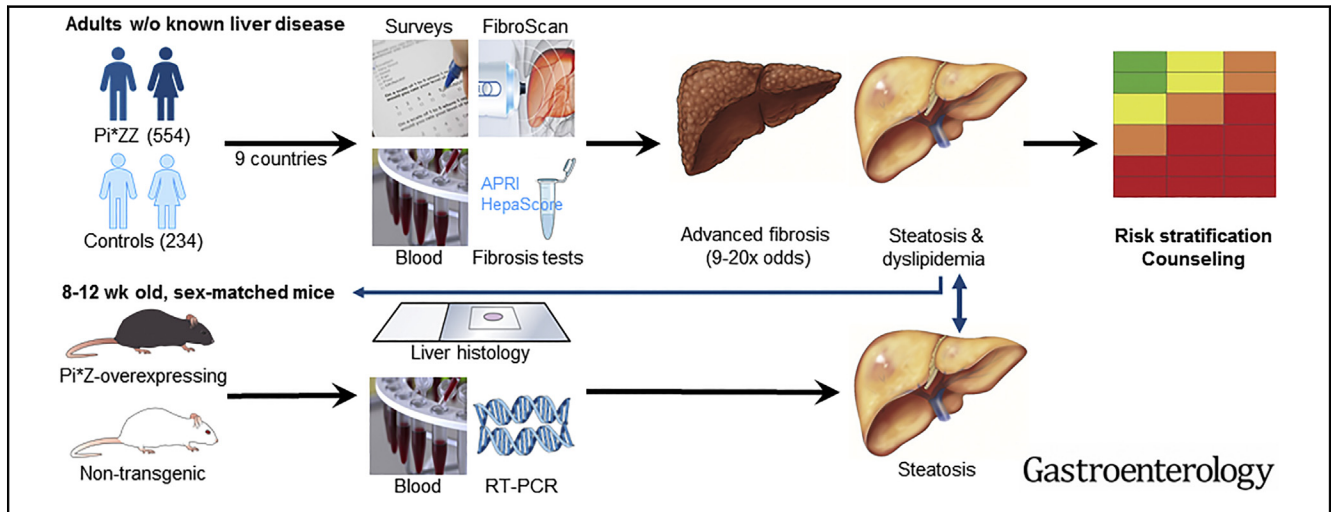 Adults w/o known liver disease
Pi*ZZ (554)
Controls (234)
9 countries
Surveys
FibroScan
Blood
APRI
HepaScore
Fibrosis tests
Advanced fibrosis
(9-20x odds)
Steatosis &
dyslipidemia
Risk stratification
Counseling
8-12 wk old, sex-matched mice
Pi*Z-overexpressing
Non-transgenic
Liver histology
Blood
RT-PCR
Steatosis
Gastroenterology